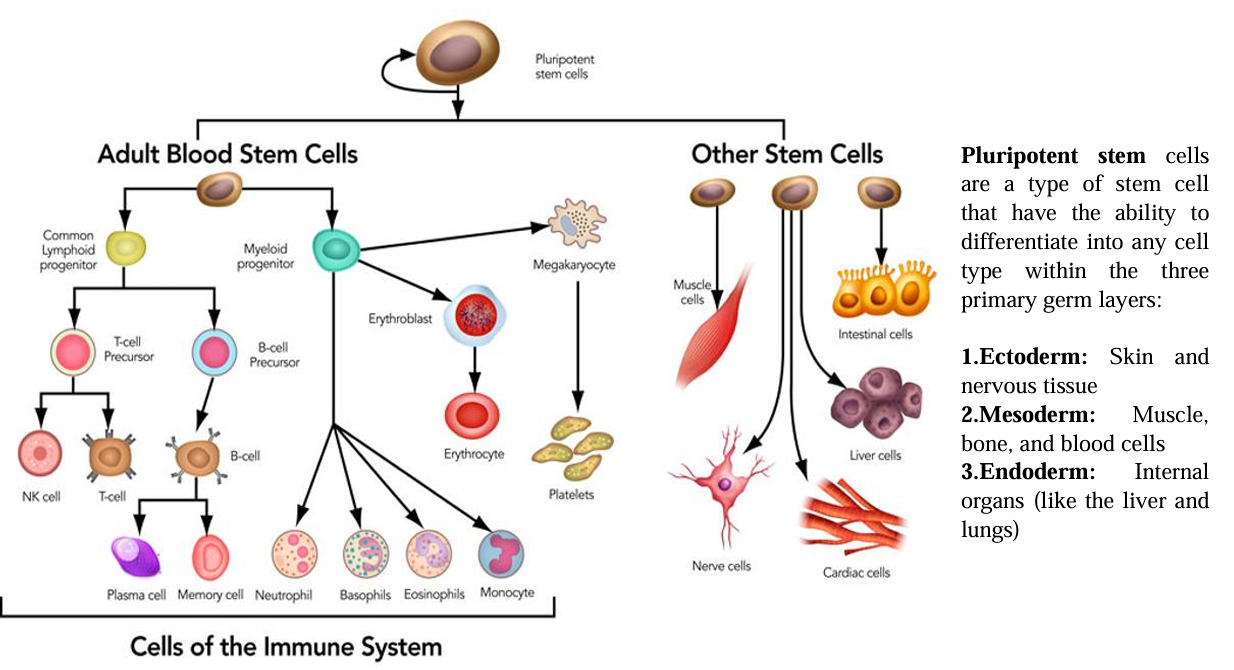 Pluripotent
stem cells
Adult Blood Stem Cells
Other Stem Cells
Common
Lymphoid
progenitor
Myeloid
progenitor
Megakaryocyte
Erythroblast
T-cell
Precursor
B-cell
Precursor
NK cell
T-cell
B-cell
Erythrocyte
Platelets
Plasma cell
Memory cell
Neutrophil
Basophils
Eosinophils
Monocyte
Cells of the Immune System
Muscle
cells
Intestinal cells
Liver cells
Nerve cells
Cardiac cells
Pluripotent stem cells
are a type of stem cell
that have the ability to
differentiate into any cell
type within the three
primary germ layers:
1.Ectoderm: Skin and
nervous tissue
2.Mesoderm: Muscle,
bone, and blood cells
3.Endoderm: Internal
organs (like the liver and
lungs)